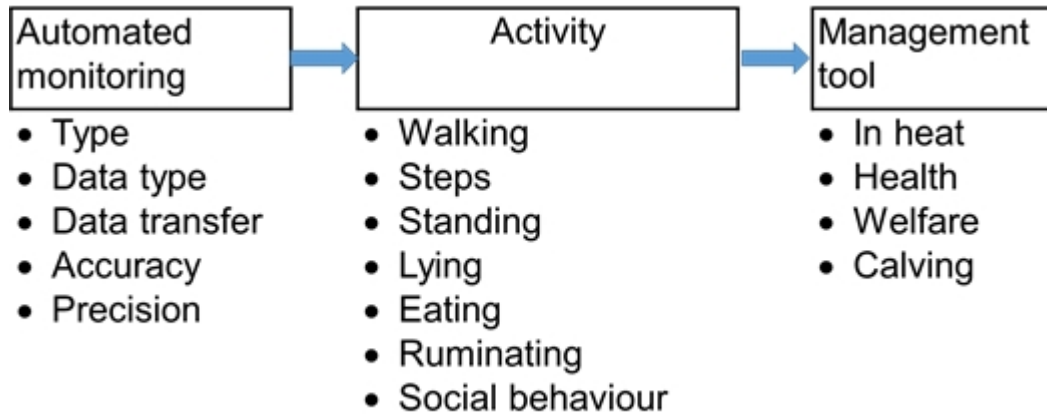 Automated
monitoring
• Type
• Data type
• Data transfer
• Accuracy
• Precision
Activity
• Walking
• Steps
• Standing
• Lying
• Eating
• Ruminating
• Social behaviour
Management
tool
• In heat
• Health
• Welfare
• Calving